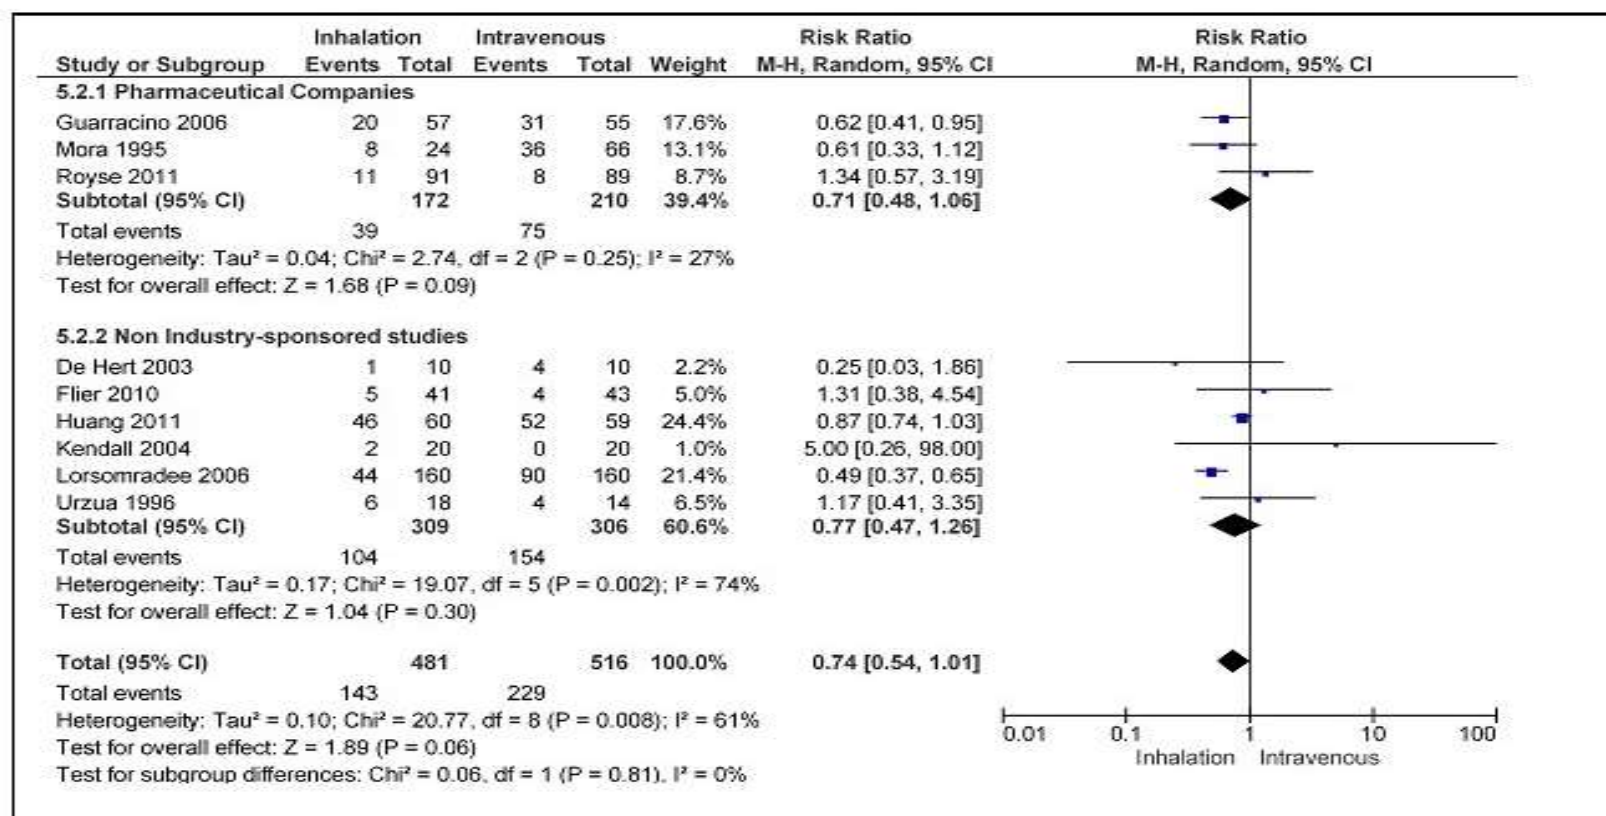 Inhalation Intravenous Risk Ratio Risk Ratio
Study or Subgroup Events Total Events Total Weight M-H, Random, 95% CI M-H, Random, 95% CI
5.2.1 Pharmaceutical Companies
Guarracino 2006 20 57 31 55 17.6% 0.62 [0.41, 0.95]
Mora 1995 8 24 36 66 13.1% 0.61 [0.33, 1.12]
Royse 2011 11 91 8 89 8.7% 1.34 [0.57, 3.19]
Subtotal (95% CI) 172 210 39.4% 0.71 [0.48, 1.06]
Total events 39 75
Heterogeneity: Tau² = 0.04; Chi² = 2.74, df = 2 (P = 0.25); I² = 27%
Test for overall effect: Z = 1.68 (P = 0.09)
5.2.2 Non Industry-sponsored studies
De Hert 2003 1 10 4 10 2.2% 0.25 [0.03, 1.86]
Flier 2010 5 41 4 43 5.0% 1.31 [0.38, 4.54]
Huang 2011 46 60 52 59 24.4% 0.87 [0.74, 1.03]
Kendall 2004 2 20 0 20 1.0% 5.00 [0.26, 98.00]
Lorsomradee 2006 44 160 90 160 21.4% 0.49 [0.37, 0.65]
Urzua 1996 6 18 4 14 6.5% 1.17 [0.41, 3.35]
Subtotal (95% CI) 309 306 60.6% 0.77 [0.47, 1.26]
Total events 104 154
Heterogeneity: Tau² = 0.17; Chi² = 19.07, df = 5 (P = 0.002); I² = 74%
Test for overall effect: Z = 1.04 (P = 0.30)
Total (95% CI) 481 516 100.0% 0.74 [0.54, 1.01]
Total events 143 229
Heterogeneity: Tau² = 0.10; Chi² = 20.77, df = 8 (P = 0.008); I² = 61%
Test for overall effect: Z = 1.89 (P = 0.06)
Test for subgroup differences: Chi² = 0.06, df = 1 (P = 0.81), I² = 0%
0.01 0.1 1 10 100
Inhalation Intravenous